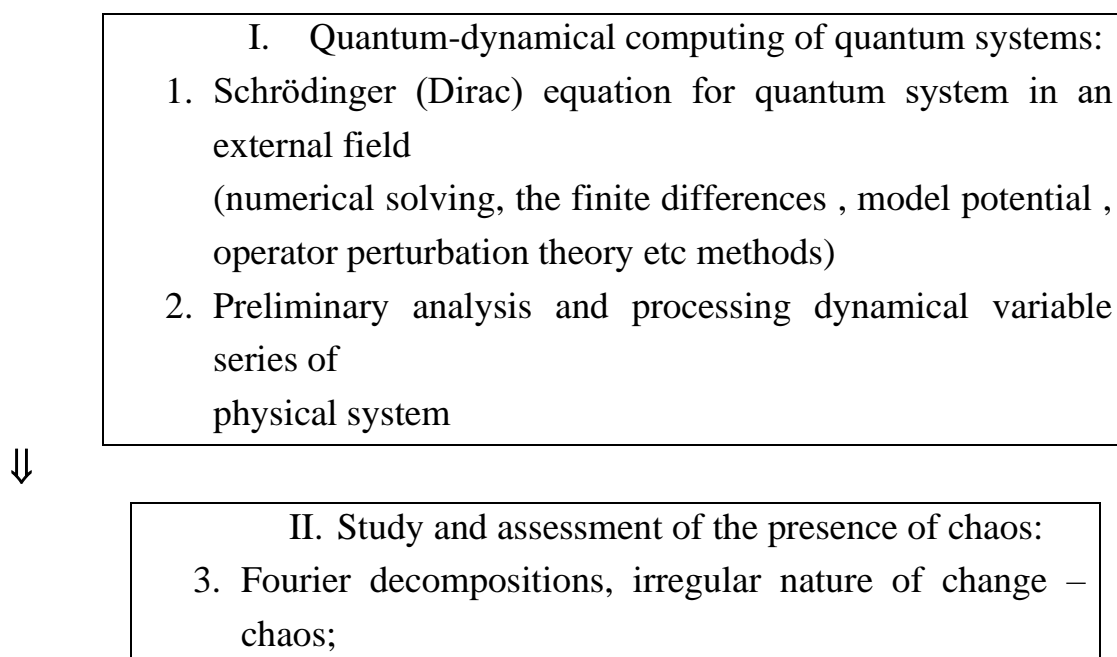 I. Quantum-dynamical computing of quantum systems:
1. Schrödinger (Dirac) equation for quantum system in an
external field
(numerical solving, the finite differences , model potential ,
operator perturbation theory etc methods)
2. Preliminary analysis and processing dynamical variable
series of
physical system
⇓
II. Study and assessment of the presence of chaos:
3. Fourier decompositions, irregular nature of change –
chaos;